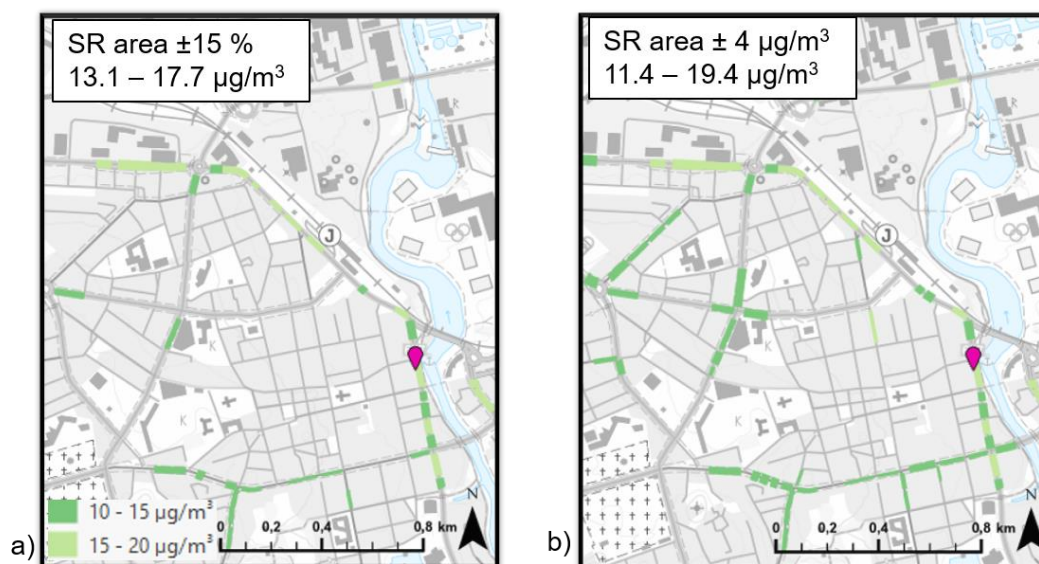 SR area ±15 %
13.1 – 17.7 µg/m³
R
J
K
K
10 - 15 µg/m³
15 - 20 µg/m³
0 0,2 0,4 0,8 km
N
a)
SR area ± 4 µg/m³
11.4 – 19.4 µg/m³
R
J
K
K
0 0,2 0,4 0,8 km
N
b)